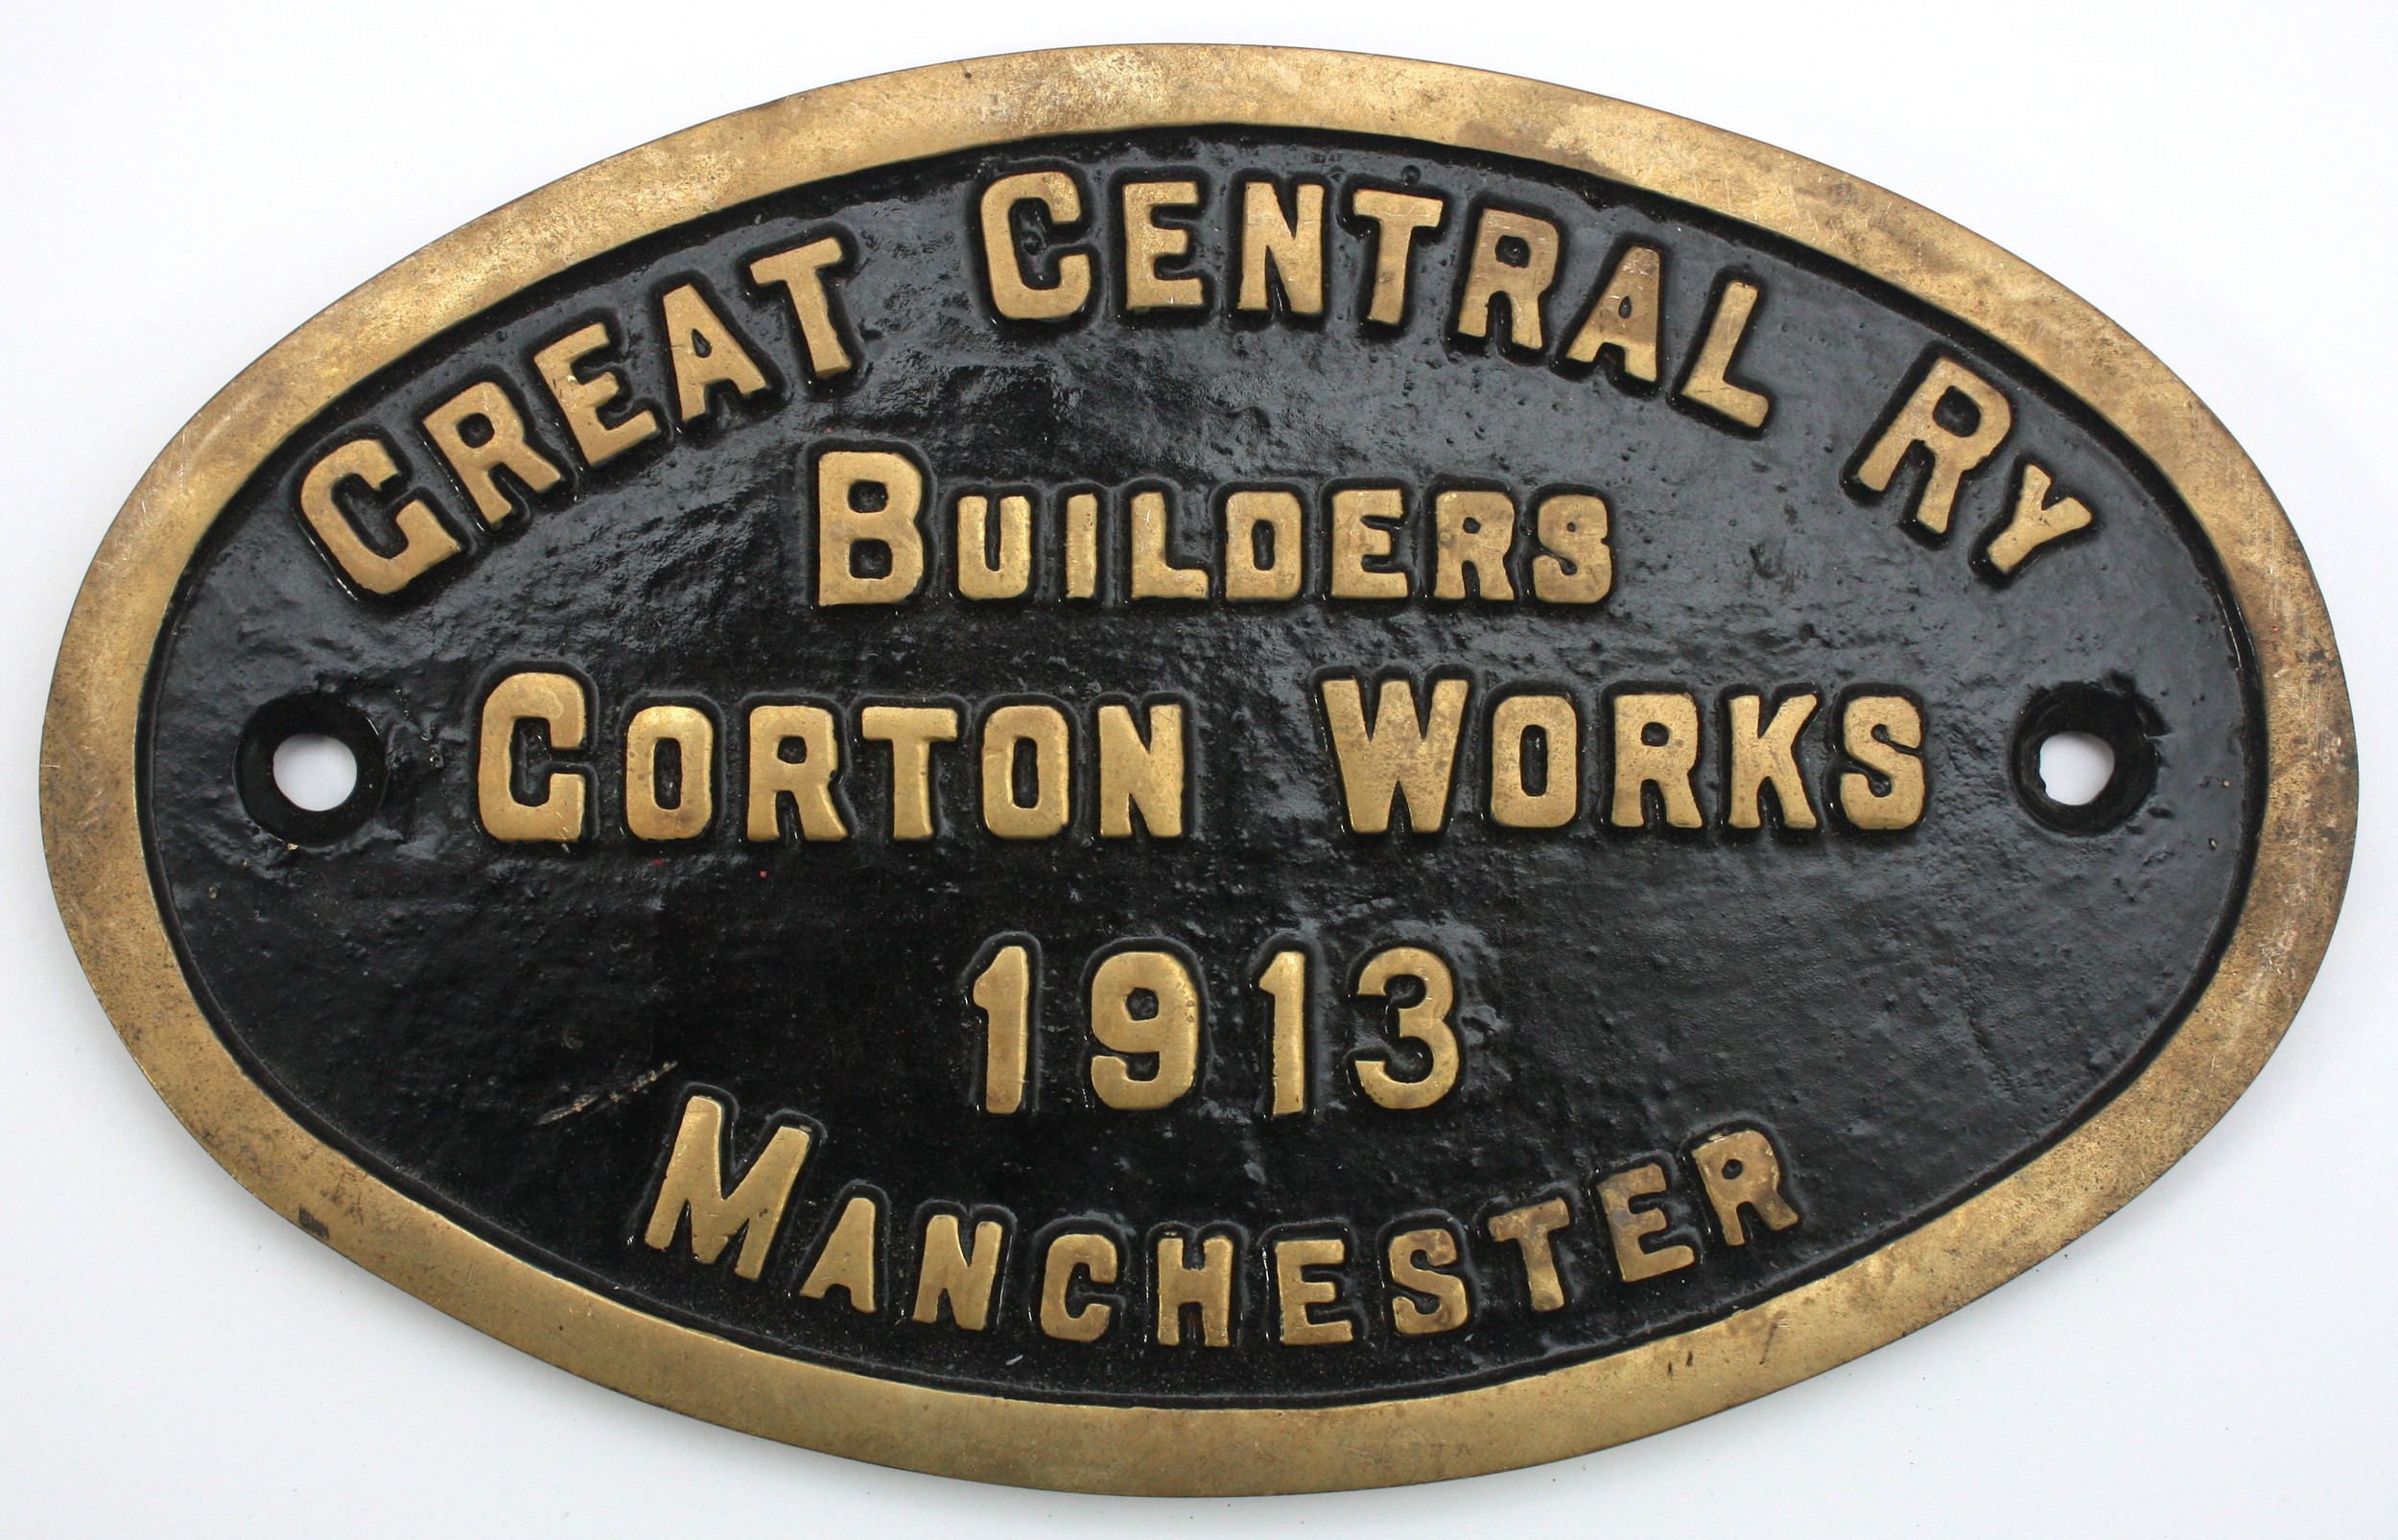 GREAT CENTRAL RY
BUILDERS
GORTON WORKS
1913
MANCHESTER